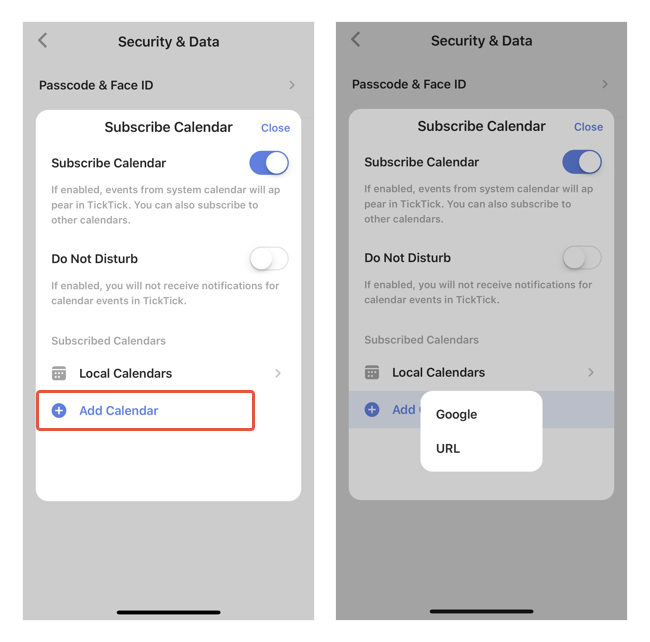 Security & Data
Passcode & Face ID
Subscribe Calendar
Close
Subscribe Calendar
If enabled, events from system calendar will ap
pear in TickTick. You can also subscribe to
other calendars.
Do Not Disturb
If enabled, you will not receive notifications for
calendar events in TickTick.
Subscribed Calendars
Local Calendars
Add Calendar
Security & Data
Passcode & Face ID
Subscribe Calendar
Close
Subscribe Calendar
If enabled, events from system calendar will ap
pear in TickTick. You can also subscribe to
other calendars.
Do Not Disturb
If enabled, you will not receive notifications for
calendar events in TickTick.
Subscribed Calendars
Local Calendars
Add
Google
URL